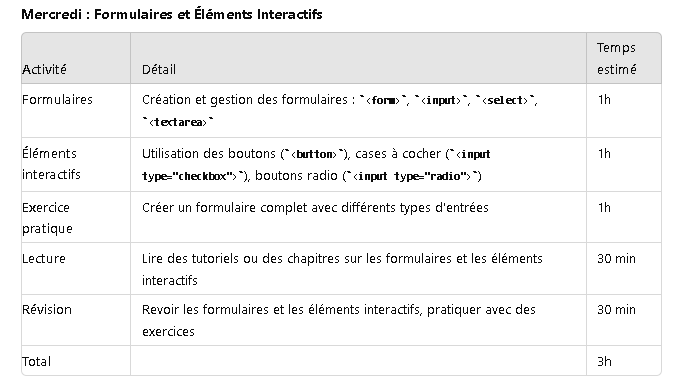 Mercredi : Formulaires et Éléments Interactifs
Temps
Activité Détail estimé
Formulaires Création et gestion des formulaires : `<form>`, `<input>`, `<select>`, 1h
`<textarea>`
Éléments Utilisation des boutons (`<button>`), cases à cocher (`<input 1h
interactifs type="checkbox">`), boutons radio (`<input type="radio">`)
Exercice Créer un formulaire complet avec différents types d'entrées 1h
pratique
Lecture Lire des tutoriels ou des chapitres sur les formulaires et les éléments 30 min
interactifs
Révision Revoir les formulaires et les éléments interactifs, pratiquer avec des 30 min
exercices
Total 3h